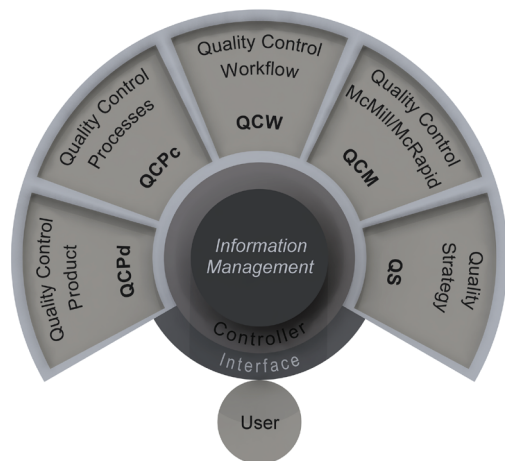 Quality Control
Product
QCPd
Quality Control
Processes
QCPc
Quality Control
Workflow
QCW
Quality Control
McMill/McRapid
QCM
Quality
Strategy
QS
Information
Management
Controller
Interface
User